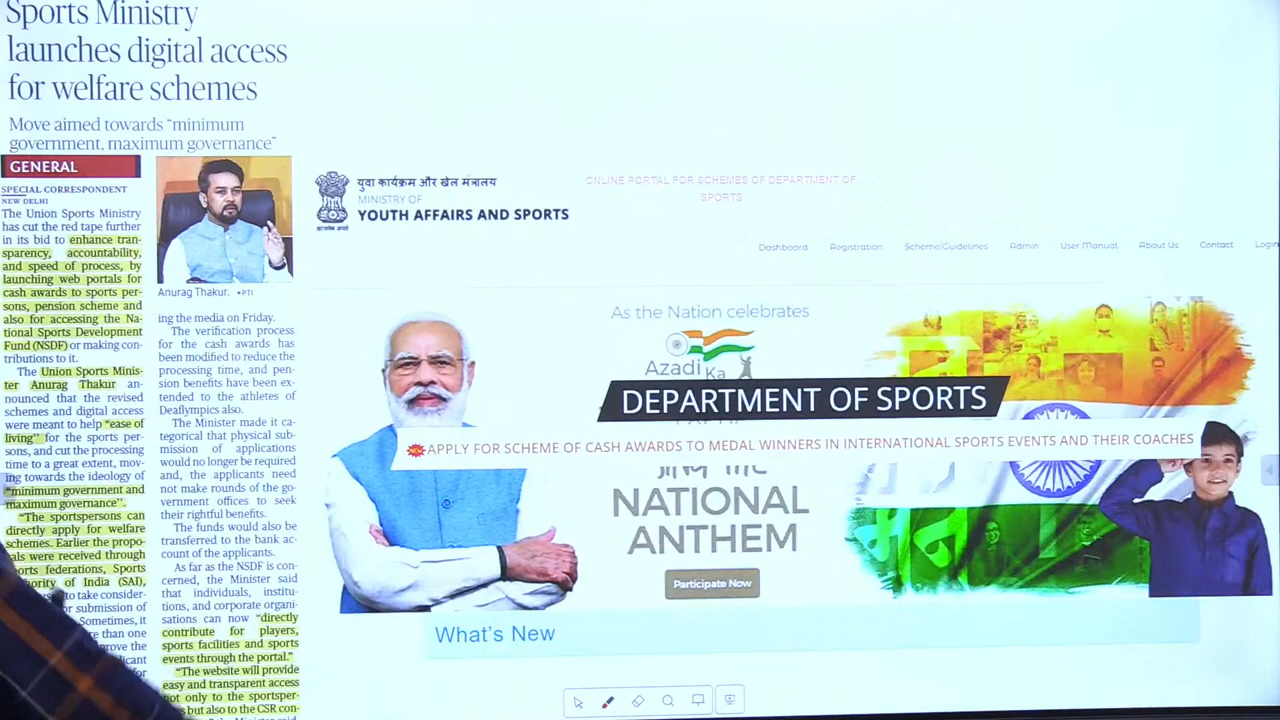 Sports Ministry
launches digital access
for welfare schemes
Move aimed towards “minimum
government, maximum governance”
GENERAL
SPECIAL CORRESPONDENT
NEW DELHI
The Union Sports Ministry
has cut the red tape further
in its bid to enhance tran-
sparency, accountability,
and speed of process, by
launching web portals for
cash awards to sports per-
sons, pension scheme and
also for accessing the Na-
tional Sports Development
Fund (NSDF) or making con-
tributions to it.
The Union Sports Minis-
ter Anurag Thakur an-
nounced that the revised
schemes and digital access
were meant to help “ease of
living” for the sports per-
sons, and cut the processing
time to a great extent, mov-
ing towards the ideology of
“minimum government and
maximum governance”.
“The sportspersons can
directly apply for welfare
schemes. Earlier the propo-
als were received through
orts federations, Sports
ority of India (SAI),
to take consider-
or submission of
Sometimes, it
re than one
prove the
licant
for
Anurag Thakur. •PTI
ing the media on Friday.
The verification process
for the cash awards has
been modified to reduce the
processing time, and pen-
sion benefits have been ex-
tended to the athletes of
Deaflympics also.
The Minister made it ca-
tegorical that physical sub-
mission of applications
would no longer be required
and, the applicants need
not make rounds of the go-
vernment offices to seek
their rightful benefits.
The funds would also be
transferred to the bank ac-
count of the applicants.
As far as the NSDF is con-
cerned, the Minister said
that individuals, institu-
tions, and corporate organi-
sations can now “directly
contribute for players,
sports facilities and sports
events through the portal.”
“The website will provide
easy and transparent access
not only to the sportsper-
s but also to the CSR con-
युवा कार्यक्रम और खेल मंत्रालय
MINISTRY OF
YOUTH AFFAIRS AND SPORTS
ONLINE PORTAL FOR SCHEMES OF DEPARTMENT OF
SPORTS
Dashboard Registration Scheme/Guidelines Admin User Manual About Us Contact Login
As the Nation celebrates
Azadi Ka
DEPARTMENT OF SPORTS
APPLY FOR SCHEME OF CASH AWARDS TO MEDAL WINNERS IN INTERNATIONAL SPORTS EVENTS AND THEIR COACHES
NATIONAL
ANTHEM
Participate Now
What's New